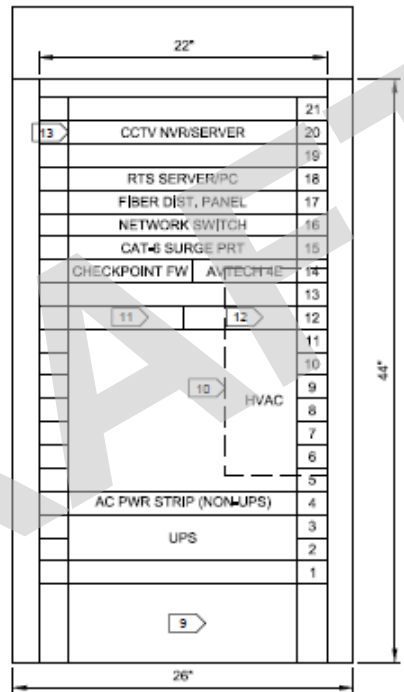 22"
21
13 CCTV NVR/SERVER 20
19
RTS SERVER/PC 18
FIBER DIST. PANEL 17
NETWORK SWITCH 16
CAT-6 SURGE PRT 15
CHECKPOINT FW AVTECH 4E 14
13
11 12 12
11
10
10 9
HVAC
8
7
6
5
AC PWR STRIP (NON-UPS) 4
3
UPS
2
1
9
44"
26"